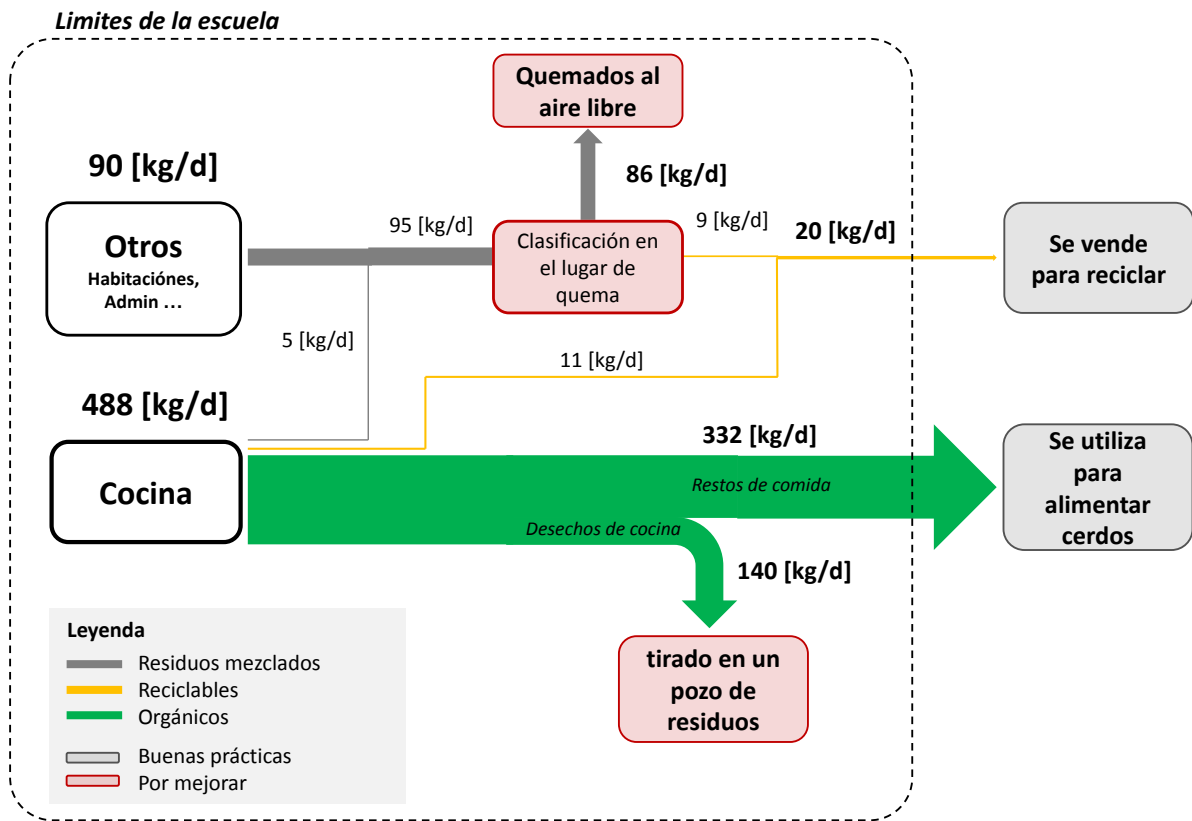 Limites de la escuela
Quemados al
aire libre
90 [kg/d]
86 [kg/d]
Otros
Habitaciónes,
Admin ...
95 [kg/d]
Clasificación en
el lugar de
quema
9 [kg/d]
20 [kg/d]
Se vende
para reciclar
5 [kg/d]
11 [kg/d]
488 [kg/d]
Cocina
332 [kg/d]
Restos de comida
Desechos de cocina
Se utiliza
para
alimentar
cerdos
140 [kg/d]
tirado en un
pozo de
residuos
Leyenda
Residuos mezclados
Reciclables
Orgánicos
Buenas prácticas
Por mejorar